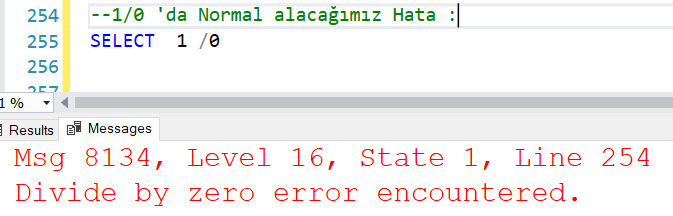 254 --1/0 'da Normal alacağımız Hata :
255 SELECT 1 /0
256
1 %
Results Messages
Msg 8134, Level 16, State 1, Line 254
Divide by zero error encountered.